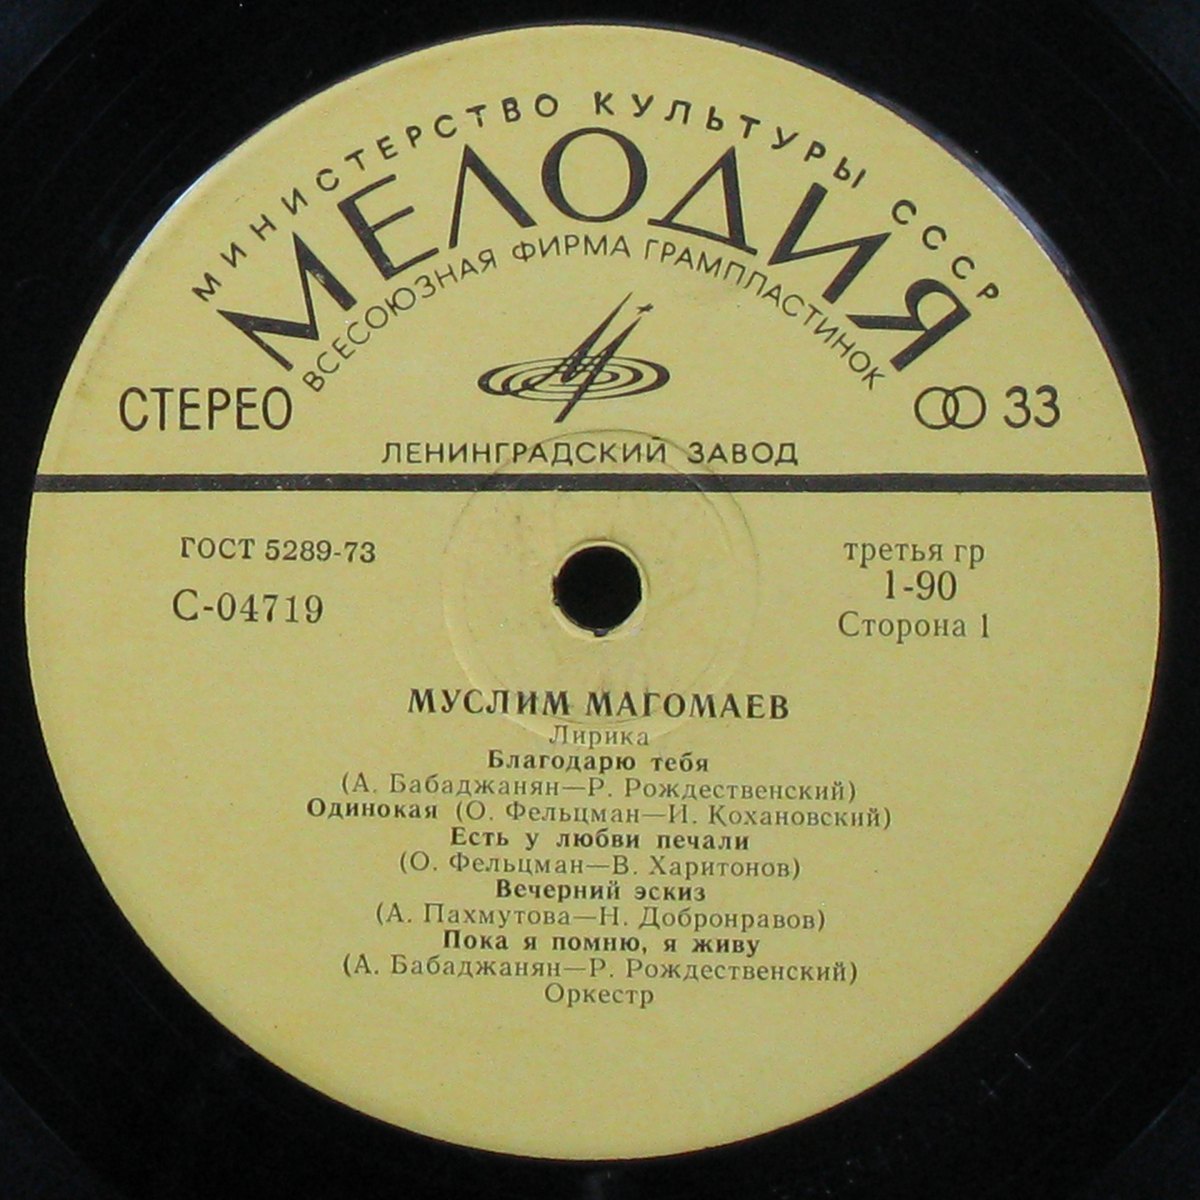 МИНИСТЕРСТВО КУЛЬТУРЫ СССР
МЕЛОДИЯ
ВСЕСОЮЗНАЯ ФИРМА ГРАМПЛАСТИНОК
СТЕРЕО
33
ЛЕНИНГРАДСКИЙ ЗАВОД
ГОСТ 5289-73
С-04719
третья гр
1-90
Сторона 1
МУСЛИМ МАГОМАЕВ
Лирика
Благодарю тебя
(А. Бабаджанян—Р. Рождественский)
Одинокая (О. Фельцман—И. Кохановский)
Есть у любви печали
(О. Фельцман—В. Харитонов)
Вечерний эскиз
(А. Пахмутова—Н. Добронравов)
Пока я помню, я живу
(А. Бабаджанян—Р. Рождественский)
Оркестр